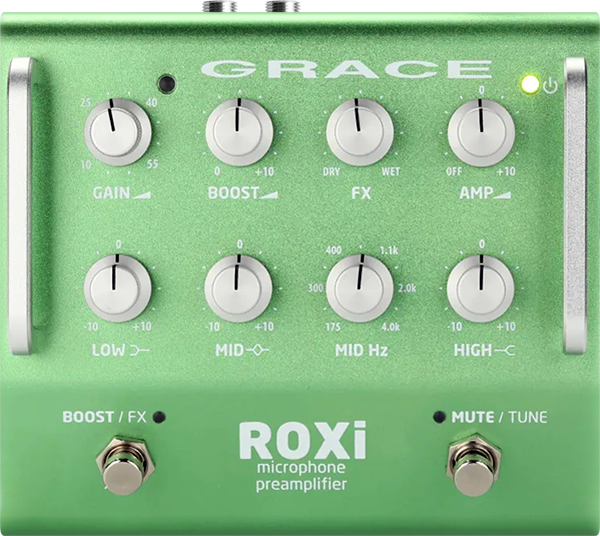 GRACE
25 40
10 55
GAIN
0 +10
BOOST
DRY WET
FX
0
OFF +10
AMP
0
-10 +10
LOW
0
-10 +10
MID
400 1.1k
300 2.0k
175 4.0k
MID Hz
0
-10 +10
HIGH
BOOST / FX
MUTE / TUNE
ROXi
microphone
preamplifier